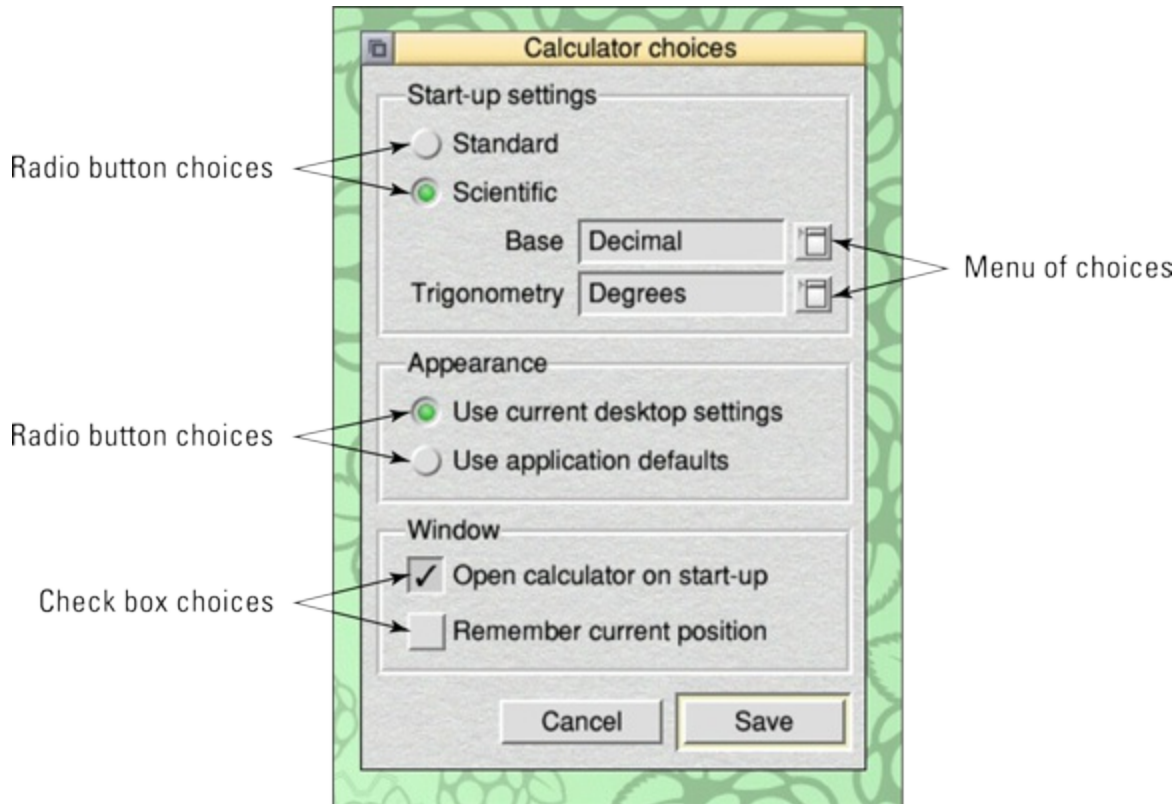 Calculator choices
Start-up settings
Radio button choices
Standard
Scientific
Base Decimal
Menu of choices
Trigonometry Degrees
Appearance
Radio button choices
Use current desktop settings
Use application defaults
Window
Check box choices
Open calculator on start-up
Remember current position
Cancel Save